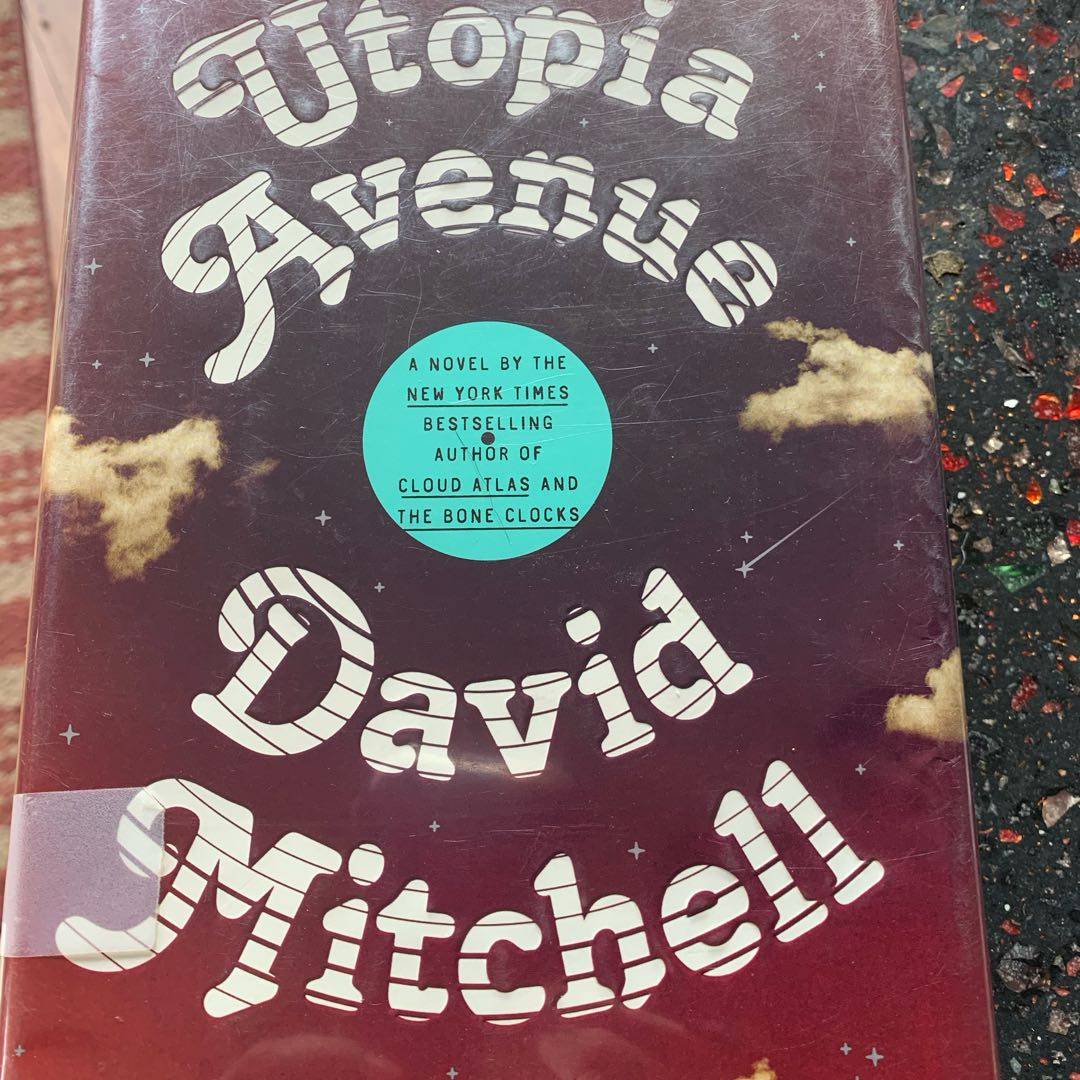 Utopia
Avenue
A NOVEL BY THE
NEW YORK TIMES
BESTSELLING
AUTHOR OF
CLOUD ATLAS AND
THE BONE CLOCKS
David
Mitchell